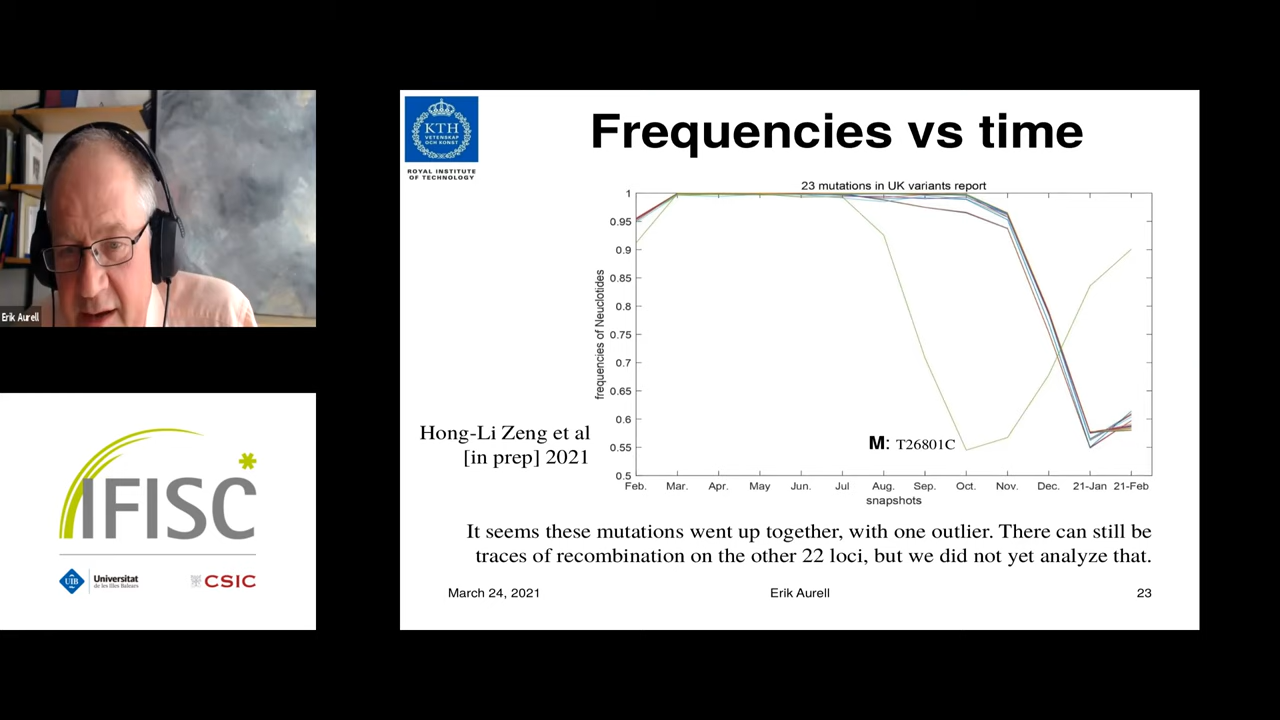 Erik Aurell
IFISC
UIB
Universitat
de les Illes Balears
CSIC
KTH
VETENSKAP
OCH KONST
ROYAL INSTITUTE
OF TECHNOLOGY
Frequencies vs time
23 mutations in UK variants report
frequencies of Neuclotides
1
0.95
0.9
0.85
0.8
0.75
0.7
0.65
0.6
0.55
0.5
M: T26801C
Feb. Mar. Apr. May Jun. Jul Aug. Sep. Oct. Nov. Dec. 21-Jan 21-Feb
snapshots
Hong-Li Zeng et al
[in prep] 2021
It seems these mutations went up together, with one outlier. There can still be
traces of recombination on the other 22 loci, but we did not yet analyze that.
March 24, 2021 Erik Aurell 23